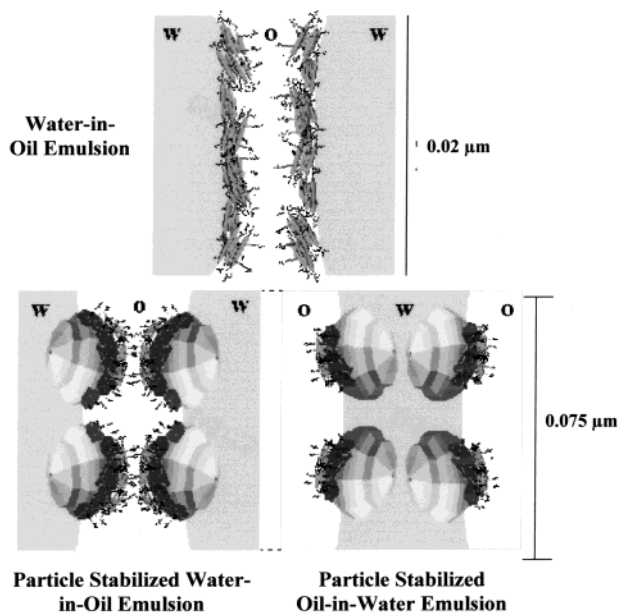 W O W
Water-in-
Oil Emulsion
0.02 µm
W O W
O W O
0.075 µm
Particle Stabilized Water-
in-Oil Emulsion
Particle Stabilized
Oil-in-Water Emulsion